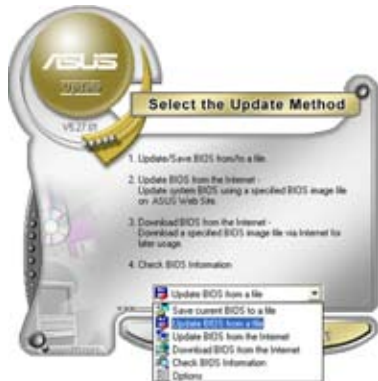 ASUS
Update
V6.27.01
Select the Update Method
1. Update/Save BIOS from/to a file.
2. Update BIOS from the Internet -
Update system BIOS using a specified BIOS image file
on ASUS Web Site.
3. Download BIOS from the Internet -
Download a specified BIOS image file via Internet for
later usage.
4. Check BIOS Information
Update BIOS from a file
Save current BIOS to a file
Update BIOS from a file
Update BIOS from the Internet
Download BIOS from the Internet
Check BIOS Information
Options